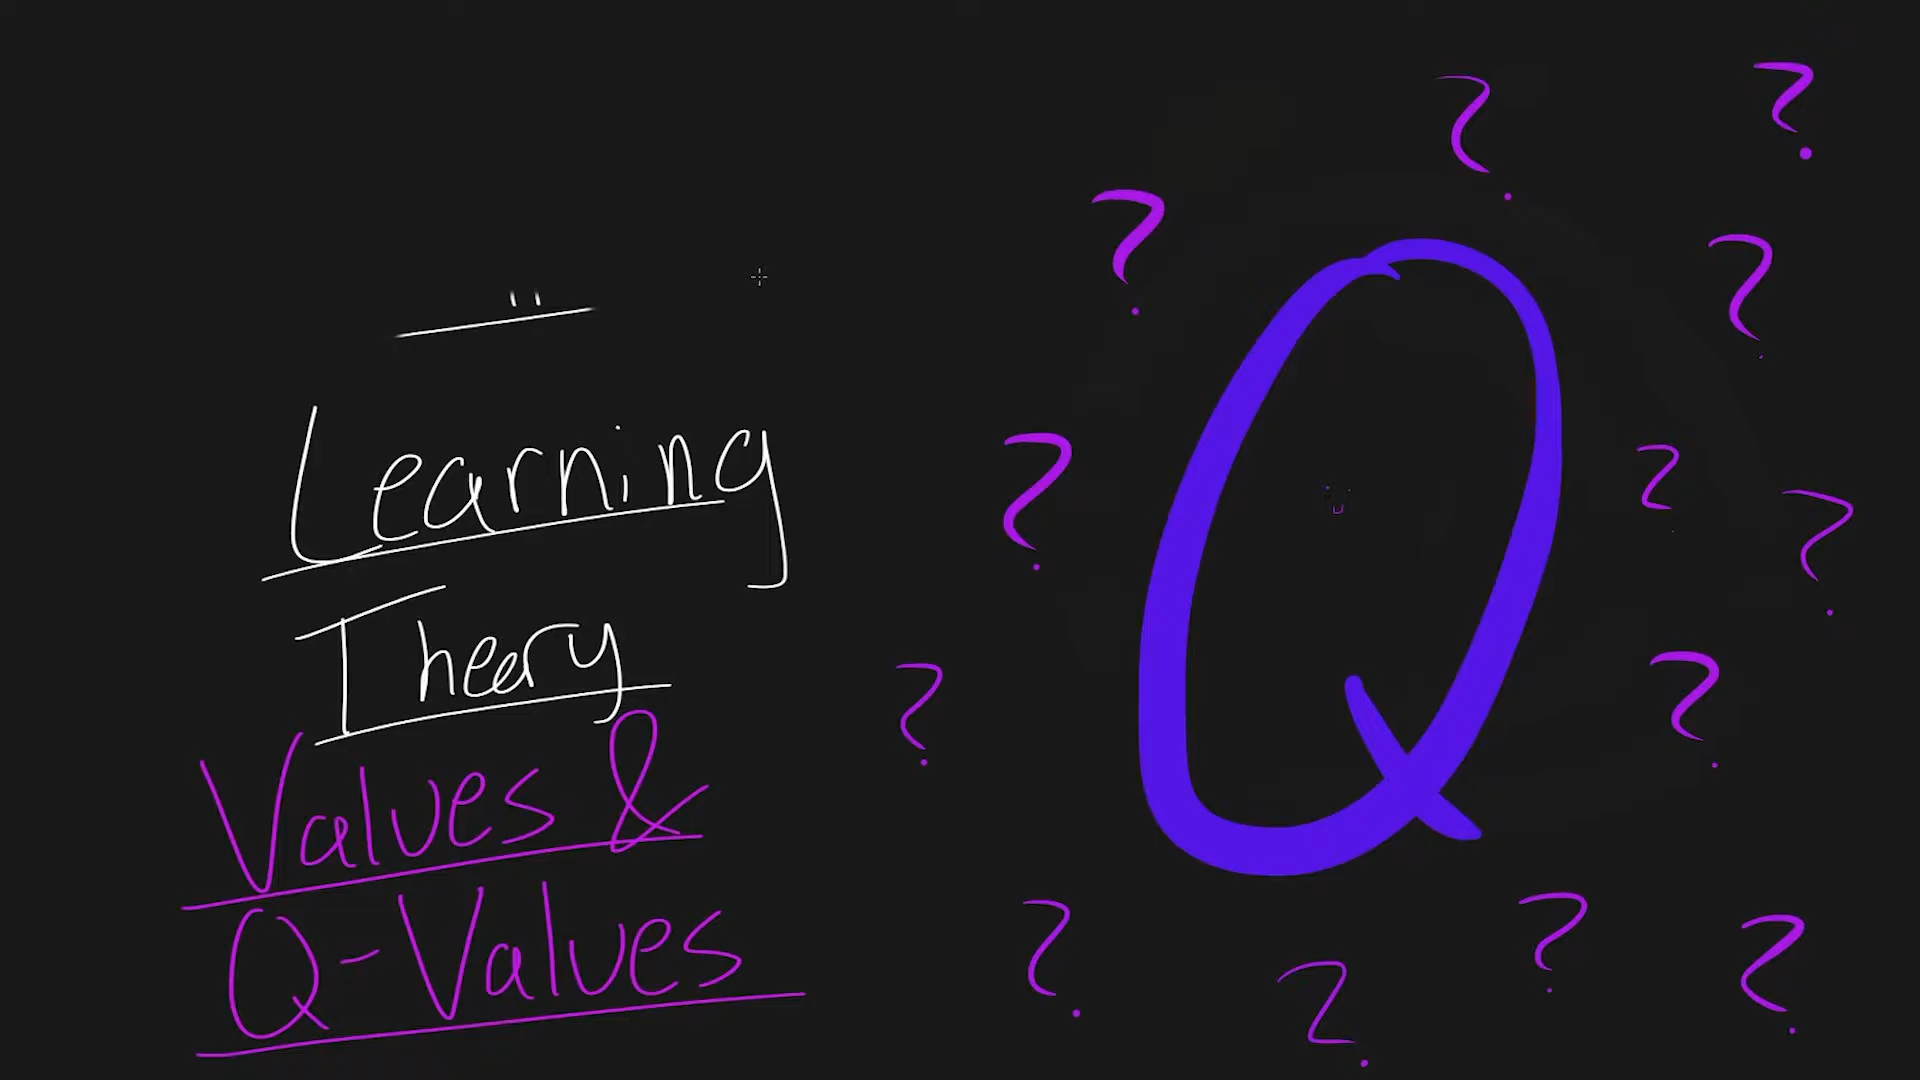 Learning
Theory
Values &
Q-Values
Q
? ? ? ? ? ? ? ? ? ? ? ? ? ?